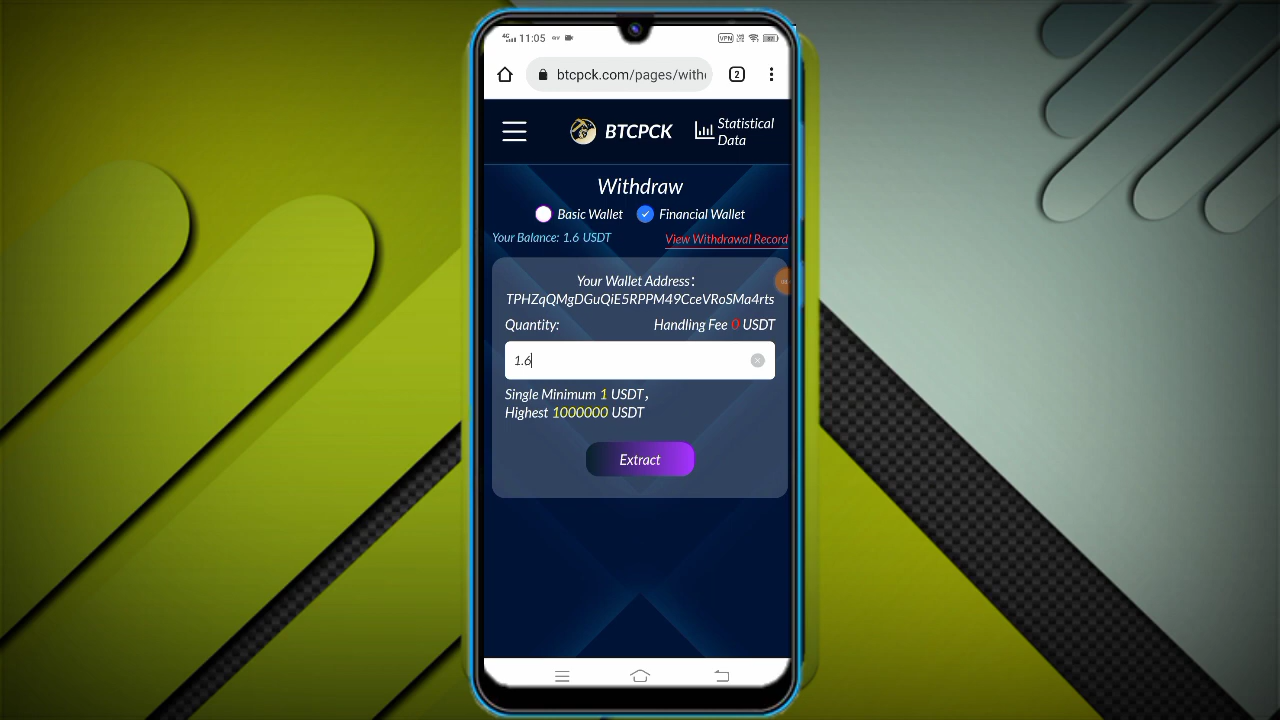 4G 11:05 VPN
btcpck.com/pages/with
2
BTCPCK
Statistical
Data
Withdraw
Basic Wallet Financial Wallet
Your Balance: 1.6 USDT View Withdrawal Record
Your Wallet Address:
TPHZqQMgDGuQiE5RPPM49CceVRoSMa4rts
Quantity: Handling Fee 0 USDT
1.6
Single Minimum 1 USDT,
Highest 1000000 USDT
Extract